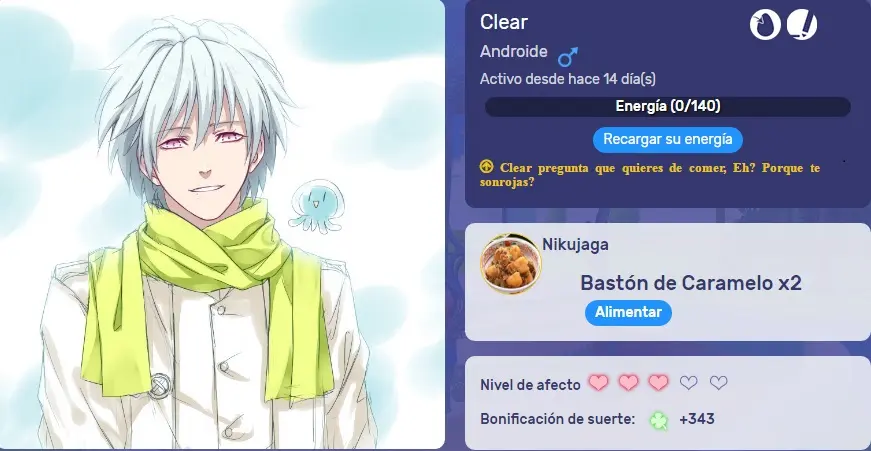 Clear
Androide
Activo desde hace 14 día(s)
Energía (0/140)
Recargar su energía
Clear pregunta que quieres de comer, Eh? Porque te
sonrojas?
Nikujaga
Bastón de Caramelo x2
Alimentar
Nivel de afecto
Bonificación de suerte: +343